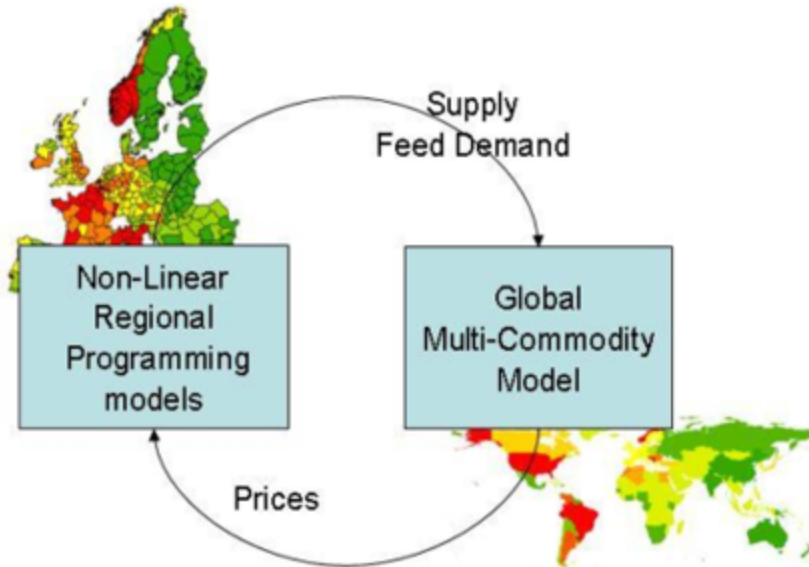 Supply
Feed Demand
Non-Linear
Regional
Programming
models
Global
Multi-Commodity
Model
Prices